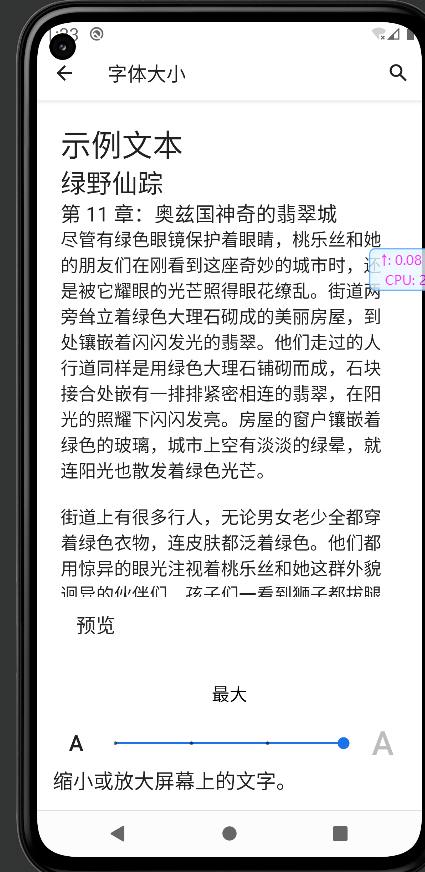 :33
字体大小
示例文本
绿野仙踪
第 11 章：奥兹国神奇的翡翠城
尽管有绿色眼镜保护着眼睛，桃乐丝和她
的朋友们在刚看到这座奇妙的城市时，还
是被它耀眼的光芒照得眼花缭乱。街道两
旁耸立着绿色大理石砌成的美丽房屋，到
处镶嵌着闪闪发光的翡翠。他们走过的人
行道同样是用绿色大理石铺砌而成，石块
接合处嵌有一排排紧密相连的翡翠，在阳
光的照耀下闪闪发亮。房屋的窗户镶嵌着
绿色的玻璃，城市上空有淡淡的绿晕，就
连阳光也散发着绿色光芒。
街道上有很多行人，无论男女老少全都穿
着绿色衣物，连皮肤都泛着绿色。他们都
用惊异的眼光注视着桃乐丝和她这群外貌
迥异的伙伴们，孩子们一看到狮子都拔腿
↑: 0.08
CPU: 2
预览
最大
A A
缩小或放大屏幕上的文字。